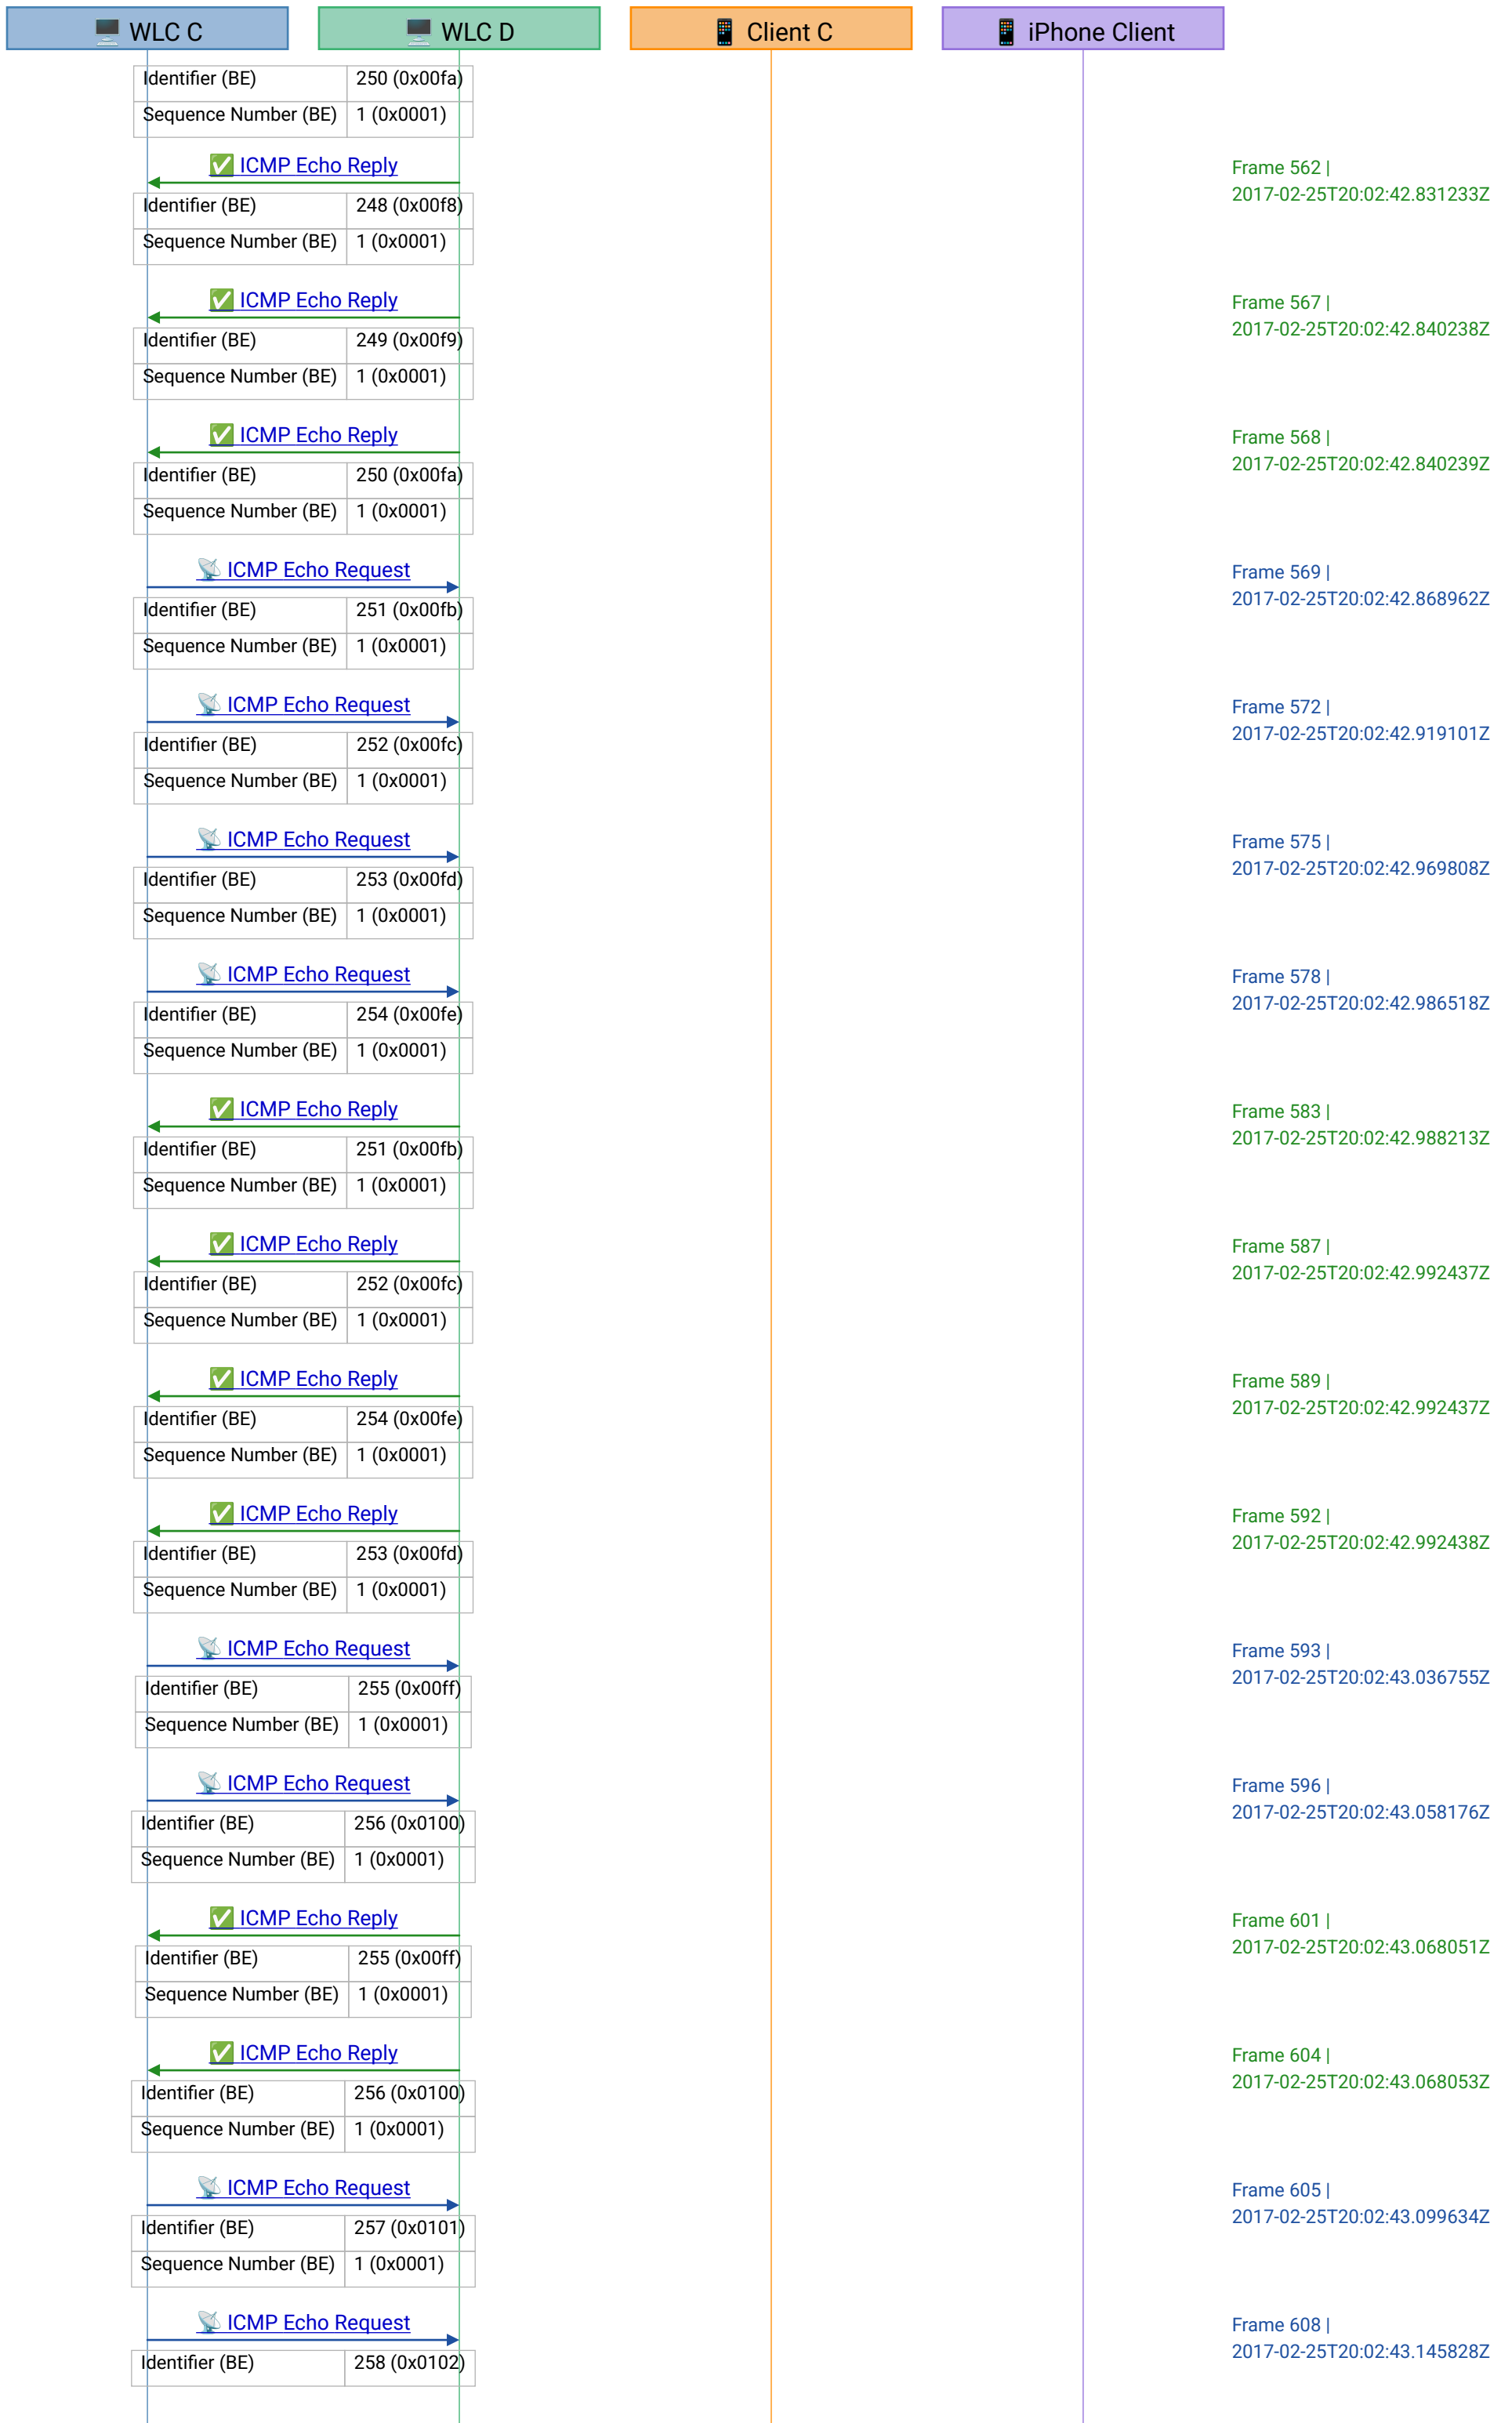 WLC C
WLC D
Client C
iPhone Client
Identifier (BE) 250 (0x00fa)
Sequence Number (BE) 1 (0x0001)
ICMP Echo Reply
Frame 562 |
2017-02-25T20:02:42.831233Z
Identifier (BE) 248 (0x00f8)
Sequence Number (BE) 1 (0x0001)
ICMP Echo Reply
Frame 567 |
2017-02-25T20:02:42.840238Z
Identifier (BE) 249 (0x00f9)
Sequence Number (BE) 1 (0x0001)
ICMP Echo Reply
Frame 568 |
2017-02-25T20:02:42.840239Z
Identifier (BE) 250 (0x00fa)
Sequence Number (BE) 1 (0x0001)
ICMP Echo Request
Frame 569 |
2017-02-25T20:02:42.868962Z
Identifier (BE) 251 (0x00fb)
Sequence Number (BE) 1 (0x0001)
ICMP Echo Request
Frame 572 |
2017-02-25T20:02:42.919101Z
Identifier (BE) 252 (0x00fc)
Sequence Number (BE) 1 (0x0001)
ICMP Echo Request
Frame 575 |
2017-02-25T20:02:42.969808Z
Identifier (BE) 253 (0x00fd)
Sequence Number (BE) 1 (0x0001)
ICMP Echo Request
Frame 578 |
2017-02-25T20:02:42.986518Z
Identifier (BE) 254 (0x00fe)
Sequence Number (BE) 1 (0x0001)
ICMP Echo Reply
Frame 583 |
2017-02-25T20:02:42.988213Z
Identifier (BE) 251 (0x00fb)
Sequence Number (BE) 1 (0x0001)
ICMP Echo Reply
Frame 587 |
2017-02-25T20:02:42.992437Z
Identifier (BE) 252 (0x00fc)
Sequence Number (BE) 1 (0x0001)
ICMP Echo Reply
Frame 589 |
2017-02-25T20:02:42.992437Z
Identifier (BE) 254 (0x00fe)
Sequence Number (BE) 1 (0x0001)
ICMP Echo Reply
Frame 592 |
2017-02-25T20:02:42.992438Z
Identifier (BE) 253 (0x00fd)
Sequence Number (BE) 1 (0x0001)
ICMP Echo Request
Frame 593 |
2017-02-25T20:02:43.036755Z
Identifier (BE) 255 (0x00ff)
Sequence Number (BE) 1 (0x0001)
ICMP Echo Request
Frame 596 |
2017-02-25T20:02:43.058176Z
Identifier (BE) 256 (0x0100)
Sequence Number (BE) 1 (0x0001)
ICMP Echo Reply
Frame 601 |
2017-02-25T20:02:43.068051Z
Identifier (BE) 255 (0x00ff)
Sequence Number (BE) 1 (0x0001)
ICMP Echo Reply
Frame 604 |
2017-02-25T20:02:43.068053Z
Identifier (BE) 256 (0x0100)
Sequence Number (BE) 1 (0x0001)
ICMP Echo Request
Frame 605 |
2017-02-25T20:02:43.099634Z
Identifier (BE) 257 (0x0101)
Sequence Number (BE) 1 (0x0001)
ICMP Echo Request
Frame 608 |
2017-02-25T20:02:43.145828Z
Identifier (BE) 258 (0x0102)